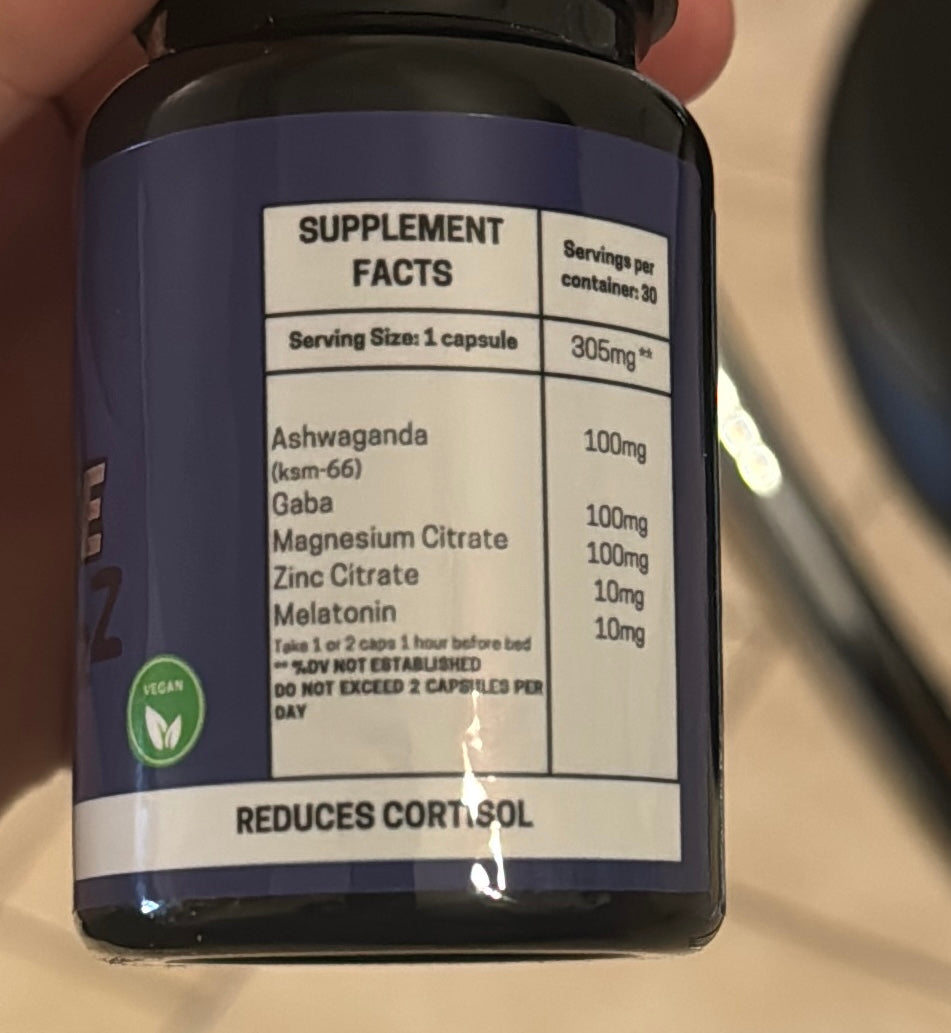 SUPPLEMENT
FACTS
Servings per
container: 30
Serving Size: 1 capsule
305mg**
Ashwaganda
100mg
(ksm-66)
Gaba
100mg
Magnesium Citrate
100mg
Zinc Citrate
10mg
Melatonin
10mg
Take 1 or 2 caps 1 hour before bed
** %DV NOT ESTABLISHED
DO NOT EXCEED 2 CAPSULES PER
DAY
E
Z
VEGAN
REDUCES CORTISOL